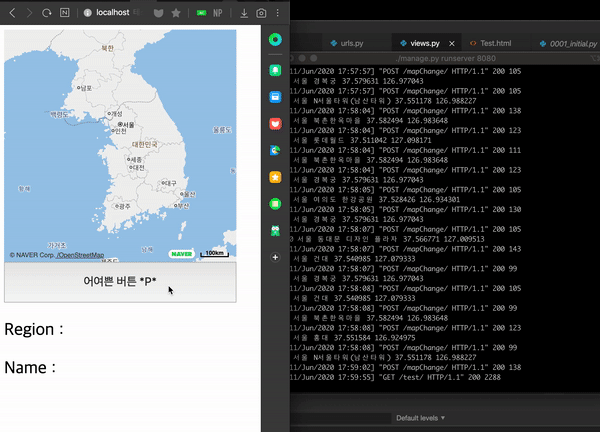 localhost
NP
북한
남포
개성
백령도
서울
인천
울릉도
대한민국
세종
대전
대구
울산
광주
부산
가거초
남해
제주도
© NAVER Corp. /OpenStreetMap
NAVER
100km
어여쁜 버튼 *P*
Region :
Name :
urls.py
views.py
Test.html
0001_initial.py
./manage.py runserver 8080
11/Jun/2020 17:57:57] "POST /mapChange/ HTTP/1.1" 200 105
서울 경복궁 37.579631 126.977043
11/Jun/2020 17:57:57] "POST /mapChange/ HTTP/1.1" 200 105
서울 N서울타워(남산타워) 37.551178 126.988227
11/Jun/2020 17:58:04] "POST /mapChange/ HTTP/1.1" 200 138
서울 북촌한옥마을 37.582494 126.983648
11/Jun/2020 17:58:04] "POST /mapChange/ HTTP/1.1" 200 123
서울 롯데월드 37.511042 127.098171
11/Jun/2020 17:58:04] "POST /mapChange/ HTTP/1.1" 200 111
서울 북촌한옥마을 37.582494 126.983648
11/Jun/2020 17:58:04] "POST /mapChange/ HTTP/1.1" 200 123
서울 경복궁 37.579631 126.977043
11/Jun/2020 17:58:05] "POST /mapChange/ HTTP/1.1" 200 105
서울 여의도 한강공원 37.528426 126.934301
11/Jun/2020 17:58:05] "POST /mapChange/ HTTP/1.1" 200 130
서울 경복궁 37.579631 126.977043
11/Jun/2020 17:58:07] "POST /mapChange/ HTTP/1.1" 200 105
서울 동대문 디자인 플라자 37.566771 127.009513
11/Jun/2020 17:58:07] "POST /mapChange/ HTTP/1.1" 200 143
서울 건대 37.540985 127.079333
11/Jun/2020 17:58:07] "POST /mapChange/ HTTP/1.1" 200 99
서울 경복궁 37.579631 126.977043
11/Jun/2020 17:58:08] "POST /mapChange/ HTTP/1.1" 200 105
서울 건대 37.540985 127.079333
11/Jun/2020 17:58:08] "POST /mapChange/ HTTP/1.1" 200 99
서울 북촌한옥마을 37.582494 126.983648
11/Jun/2020 17:58:08] "POST /mapChange/ HTTP/1.1" 200 123
서울 홍대 37.551584 126.924975
11/Jun/2020 17:58:08] "POST /mapChange/ HTTP/1.1" 200 99
서울 N서울타워(남산타워) 37.551178 126.988227
11/Jun/2020 17:59:02] "POST /mapChange/ HTTP/1.1" 200 138
11/Jun/2020 17:59:55] "GET /test/ HTTP/1.1" 200 2288
Default levels ▼